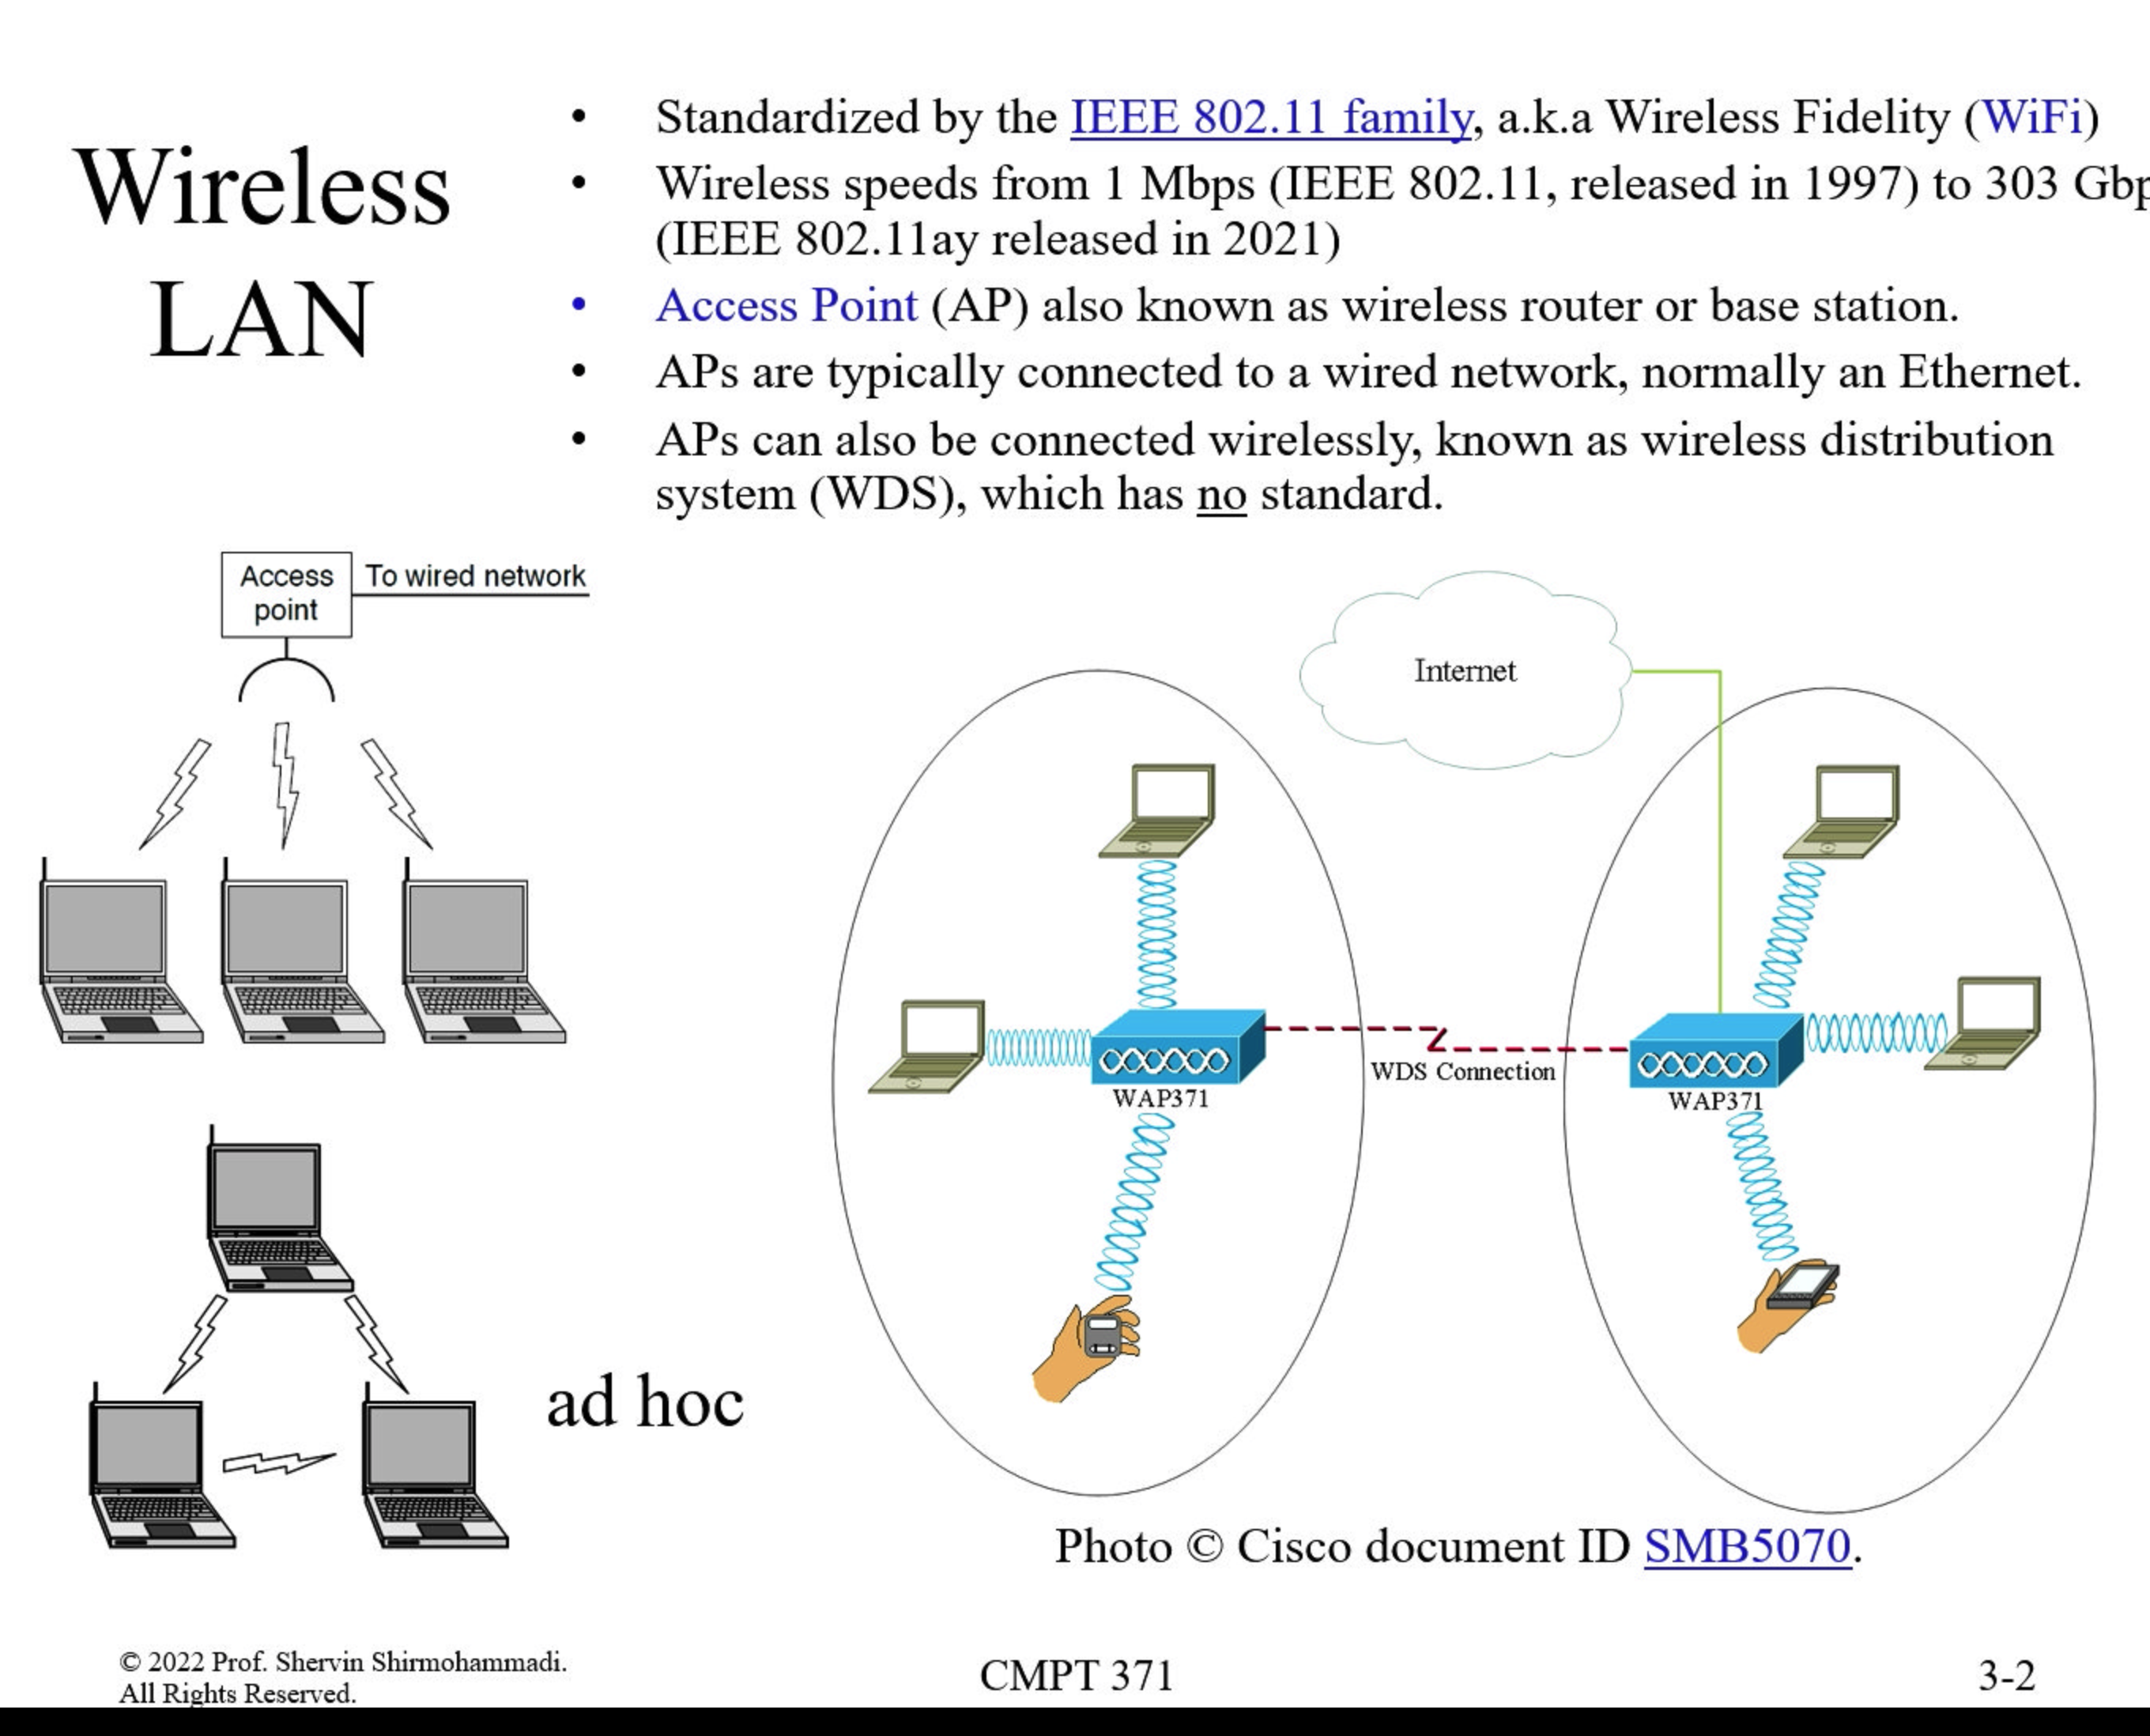 Wireless
LAN
• Standardized by the IEEE 802.11 family, a.k.a Wireless Fidelity (WiFi)
• Wireless speeds from 1 Mbps (IEEE 802.11, released in 1997) to 303 Gbp
(IEEE 802.11ay released in 2021)
• Access Point (AP) also known as wireless router or base station.
• APs are typically connected to a wired network, normally an Ethernet.
• APs can also be connected wirelessly, known as wireless distribution
system (WDS), which has no standard.
Access
point
To wired network
Internet
WDS Connection
WAP371
WAP371
ad hoc
Photo © Cisco document ID SMB5070.
© 2022 Prof. Shervin Shirmohammadi.
All Rights Reserved.
CMPT 371
3-2